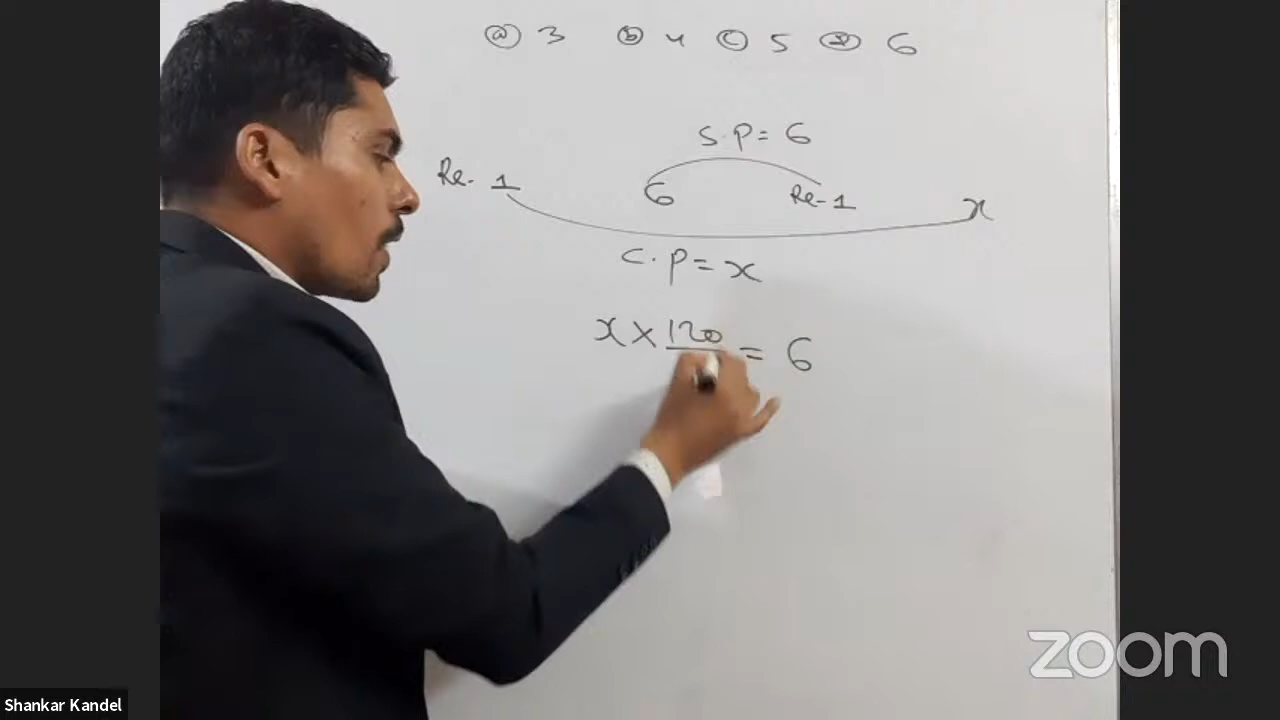 (a) 3 (b) 4 (c) 5 (d) 6
S.P = 6
Re. 1 6 Re-1 x
C.P = x
x × 120 = 6
zoom
Shankar Kandel